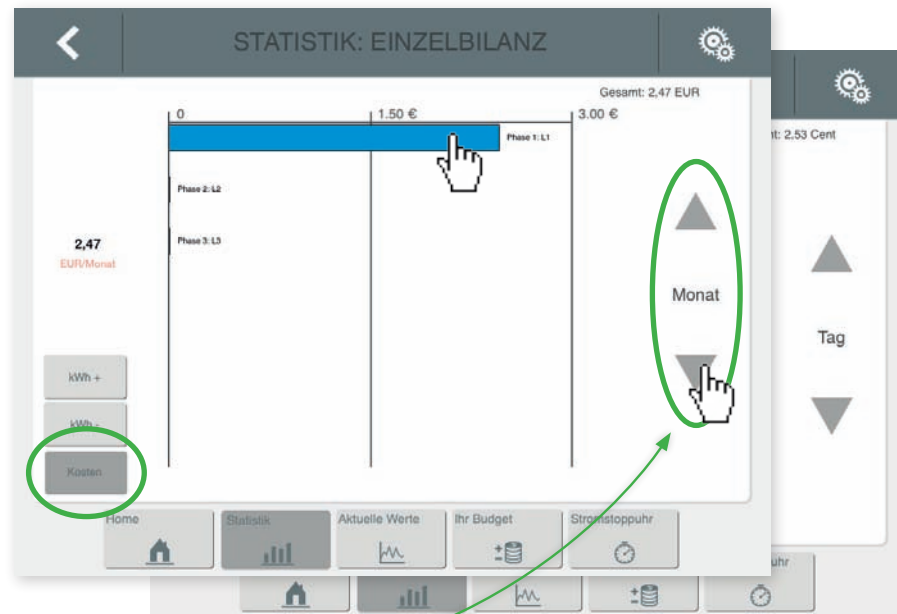 STATISTIK: EINZELBILANZ
Gesamt: 2,47 EUR
0 1.50 € 3.00 €
Phase 1: L1
Phase 2: L2
Phase 3: L3
2,47
EUR/Monat
Monat
kWh +
kWh -
Kosten
Home Statistik Aktuelle Werte Ihr Budget Stromstoppuhr
t: 2,53 Cent
Tag
uhr